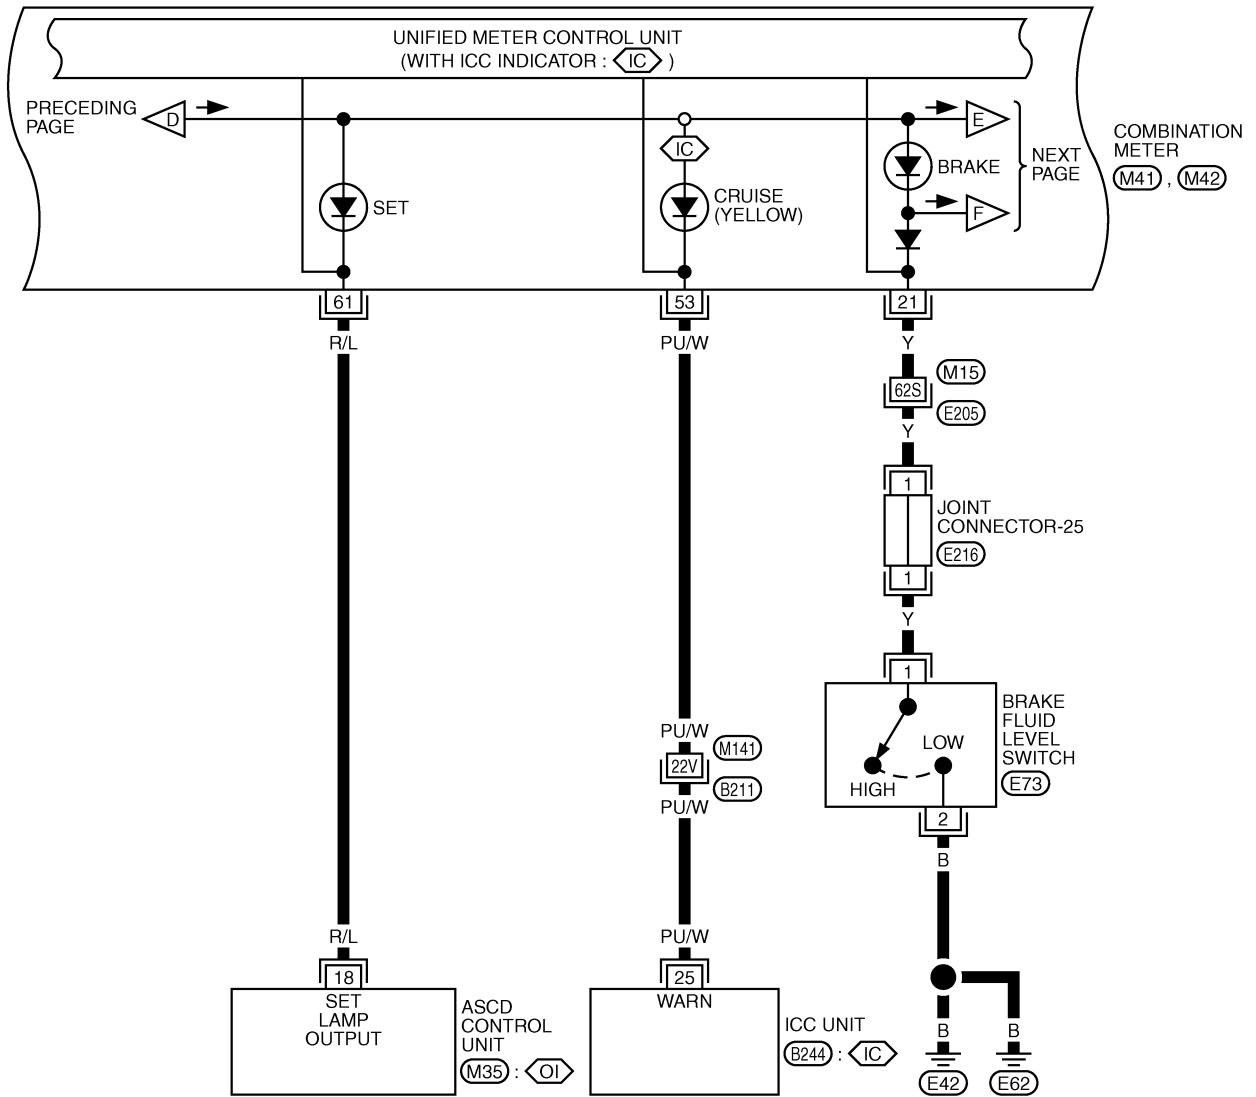 UNIFIED METER CONTROL UNIT
(WITH ICC INDICATOR : IC )
PRECEDING
PAGE
D
E
IC
BRAKE
NEXT
PAGE
COMBINATION
METER
M41 , M42
SET
CRUISE
(YELLOW)
F
61
53
21
R/L
PU/W
Y
M15
62S
E205
Y
1
JOINT
CONNECTOR-25
E216
1
Y
1
BRAKE
FLUID
LEVEL
SWITCH
E73
LOW
HIGH
PU/W
M141
22V
B211
PU/W
2
B
R/L
PU/W
18
25
SET
LAMP
OUTPUT
ASCD
CONTROL
UNIT
M35 : OI
WARN
ICC UNIT
B244 : IC
B
B
E42
E62